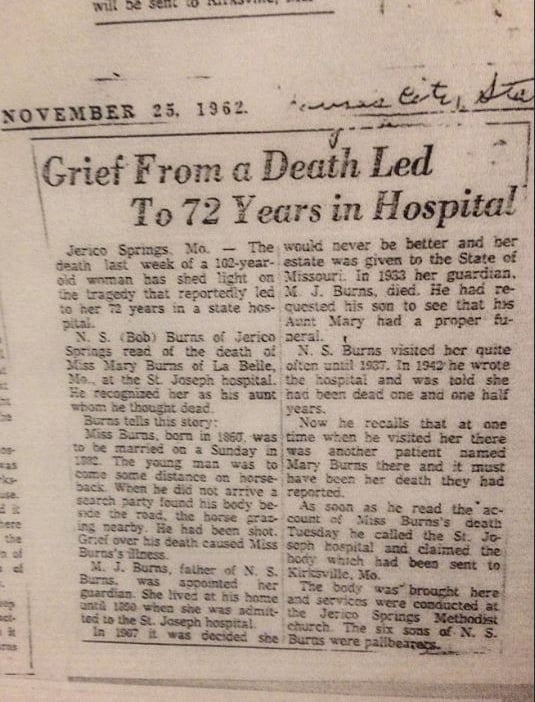 will be sent to Kirksville, Mo.
NOVEMBER 25, 1962.
City, Sta
Grief From a Death Led
To 72 Years in Hospital
Jerico Springs, Mo. — The
death last week of a 102-year-
old woman has shed light on
the tragedy that reportedly led
to her 72 years in a state hos-
pital.
N. S. (Bob) Burns of Jerico
Springs read of the death of
Miss Mary Burns of La Belle,
Mo., at the St. Joseph hospital.
He recognized her as his aunt
whom he thought dead.
Burns tells this story:
Miss Burns, born in 1860, was
to be married on a Sunday in
The young man was to
come some distance on horse-
back. When he did not arrive a
search party found his body be-
side the road, the horse graz-
ing nearby. He had been shot.
Grief over his death caused Miss
Burns's illness.
M. J. Burns, father of N. S.
Burns, was appointed her
guardian. She lived at his home
until 1890 when she was admit-
ted to the St. Joseph hospital.
In 1907 it was decided she
would never be better and her
estate was given to the State of
Missouri. In 1933 her guardian,
M. J. Burns, died. He had re-
quested his son to see that his
Aunt Mary had a proper fu-
neral.
N. S. Burns visited her quite
often until 1937. In 1942 he wrote
the hospital and was told she
had been dead one and one half
years.
Now he recalls that at one
time when he visited her there
was another patient named
Mary Burns there and it must
have been her death they had
reported.
As soon as he read the ac-
count of Miss Burns's death
Tuesday he called the St. Jo-
seph hospital and claimed the
body which had been sent to
Kirksville, Mo.
The body was brought here
and services were conducted at
the Jerico Springs Methodist
church. The six sons of N. S.
Burns were pallbearers.